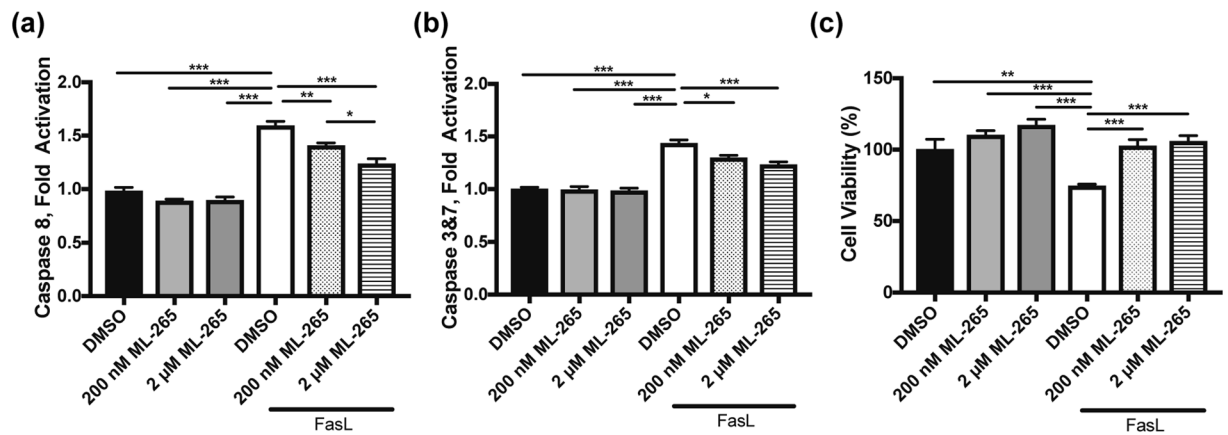 (a)
Caspase 8, Fold Activation
2.0
1.5
1.0
0.5
0.0
***
***
***
***
**
*
DMSO
200 nM ML-265
2 µM ML-265
DMSO
200 nM ML-265
2 µM ML-265
FasL
(b)
Caspase 3&7, Fold Activation
2.0
1.5
1.0
0.5
0.0
***
***
***
***
*
DMSO
200 nM ML-265
2 µM ML-265
DMSO
200 nM ML-265
2 µM ML-265
FasL
(c)
Cell Viability (%)
150
100
50
0
**
***
***
***
***
DMSO
200 nM ML-265
2 µM ML-265
DMSO
200 nM ML-265
2 µM ML-265
FasL